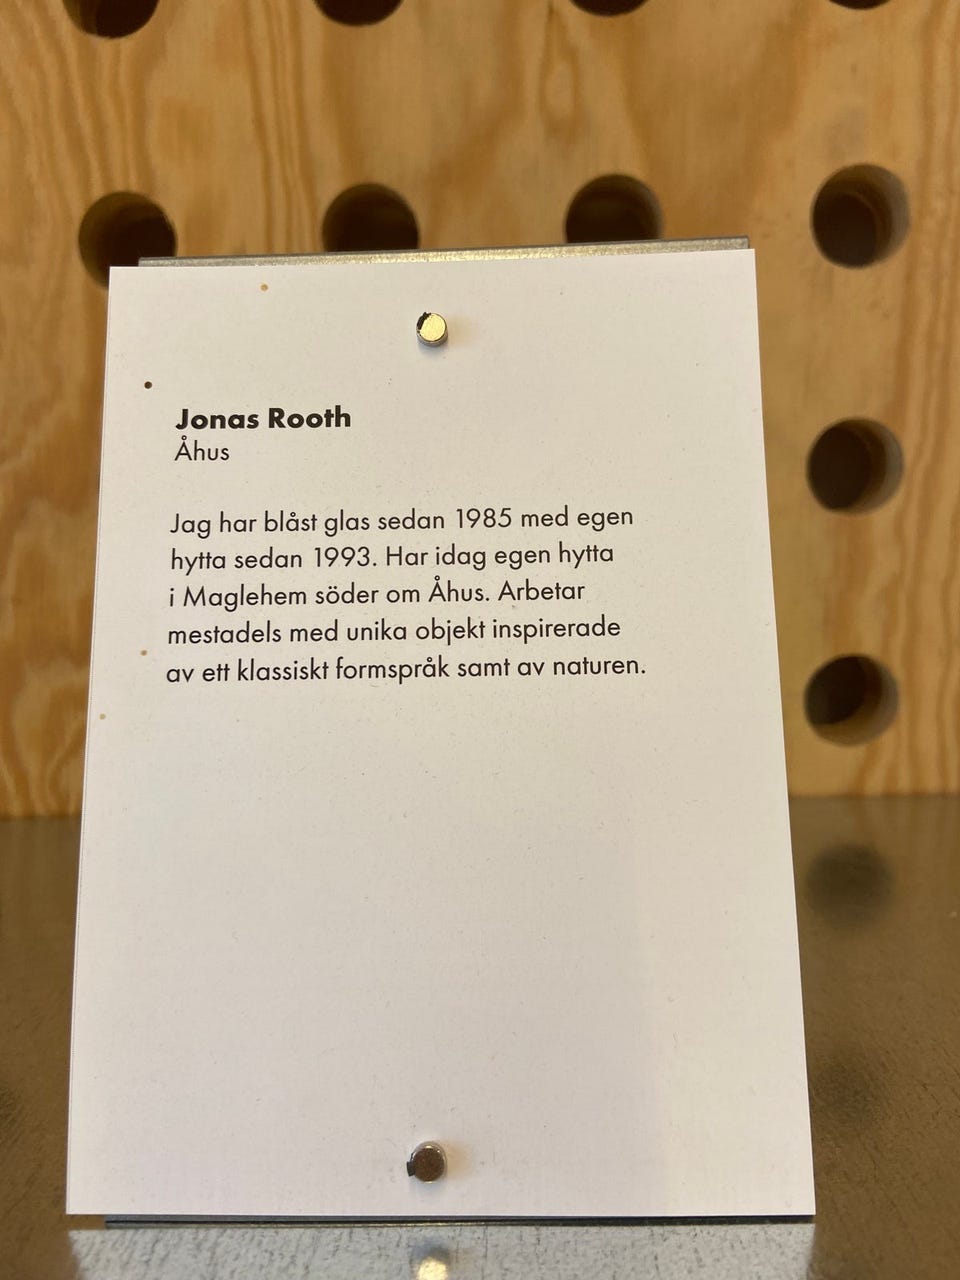 Jonas Rooth
Åhus
Jag har blåst glas sedan 1985 med egen
hytta sedan 1993. Har idag egen hytta
i Maglehem söder om Åhus. Arbetar
mestadels med unika objekt inspirerade
av ett klassiskt formspråk samt av naturen.